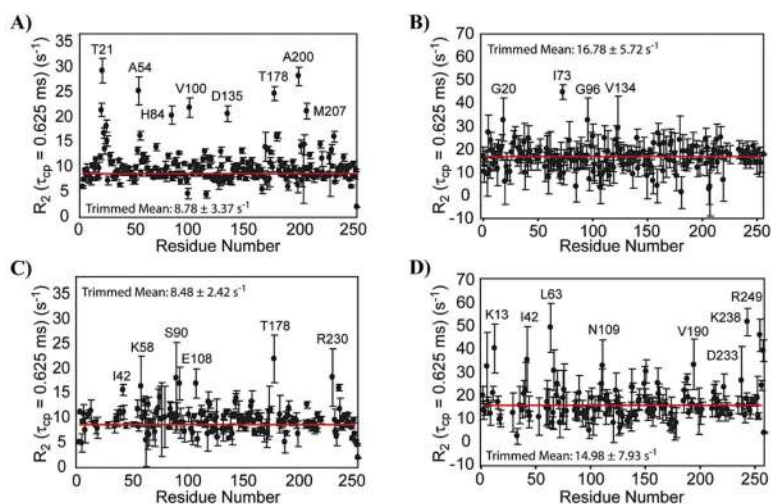 A)
R₂ (τcp = 0.625 ms) (s⁻¹)
35
30
25
20
15
10
5
0
T21
A54
H84
V100
D135
T178
A200
M207
Trimmed Mean: 8.78 ± 3.37 s⁻¹
0 50 100 150 200 250
Residue Number
B)
R₂ (τcp = 0.625 ms) (s⁻¹)
70
60
50
40
30
20
10
0
-10
Trimmed Mean: 16.78 ± 5.72 s⁻¹
G20
I73
G96
V134
0 50 100 150 200 250
Residue Number
C)
R₂ (τcp = 0.625 ms) (s⁻¹)
35
30
25
20
15
10
5
0
Trimmed Mean: 8.48 ± 2.42 s⁻¹
I42
K58
S90
E108
T178
R230
0 50 100 150 200 250
Residue Number
D)
R₂ (τcp = 0.625 ms) (s⁻¹)
70
60
50
40
30
20
10
0
-10
K13
I42
L63
N109
V190
D233
K238
R249
Trimmed Mean: 14.98 ± 7.93 s⁻¹
0 50 100 150 200 250
Residue Number